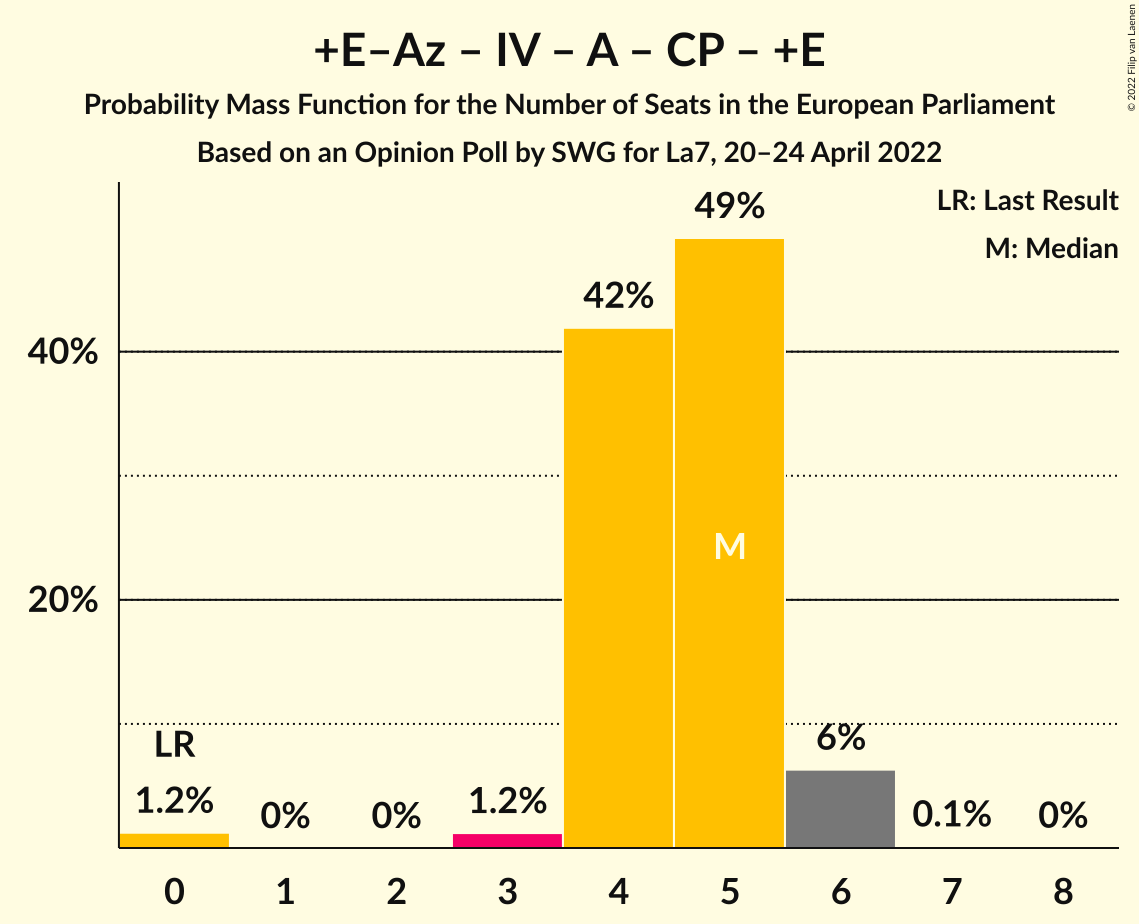 +E–Az – IV – A – CP – +E
Probability Mass Function for the Number of Seats in the European Parliament
Based on an Opinion Poll by SWG for La7, 20–24 April 2022
© 2022 Filip van Laenen
LR: Last Result
M: Median
49%
42%
40%
M
20%
LR
6%
1.2%
0%
0%
1.2%
0.1%
0%
0
1
2
3
4
5
6
7
8